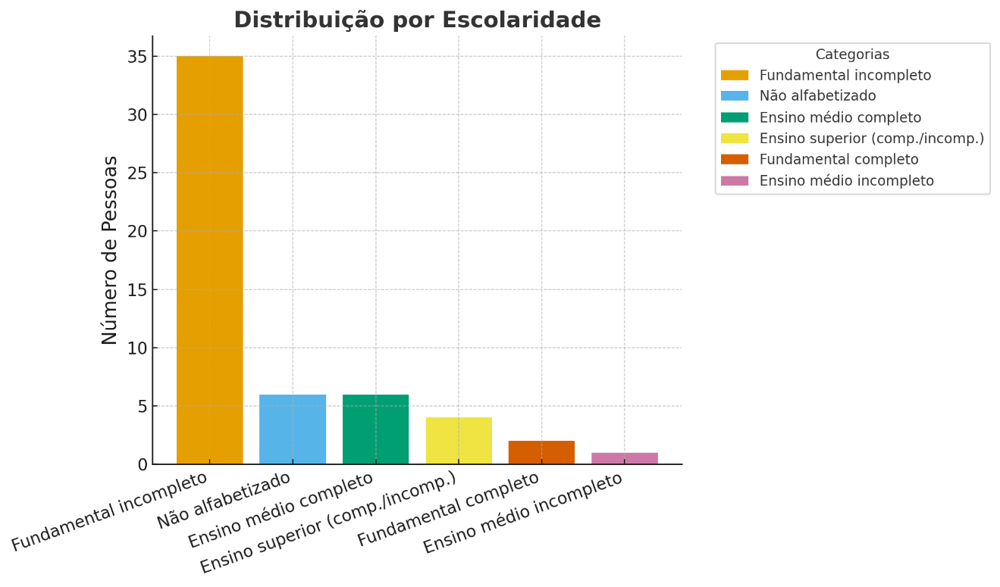 Distribuição por Escolaridade
Número de Pessoas
35
30
25
20
15
10
5
0
Fundamental incompleto
Não alfabetizado
Ensino médio completo
Ensino superior (comp./incomp.)
Fundamental completo
Ensino médio incompleto
Categorias
Fundamental incompleto
Não alfabetizado
Ensino médio completo
Ensino superior (comp./incomp.)
Fundamental completo
Ensino médio incompleto